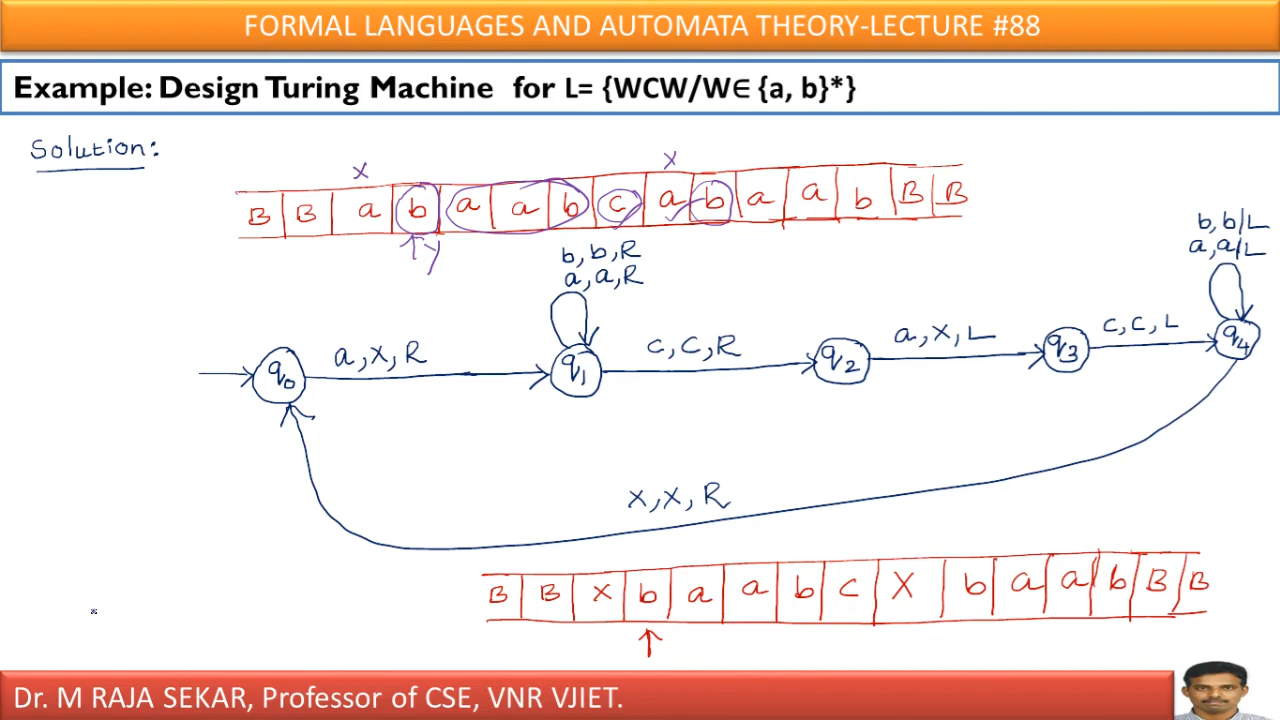 FORMAL LANGUAGES AND AUTOMATA THEORY-LECTURE #88
Example: Design Turing Machine for L= {WCW/W∈ {a, b}*}
Solution:
X X
B B a b a a b c a b a a b B B
y
b, b, R
a, a, R
b, b/L
a, a/L
q0
a, X, R
q1
c, c, R
q2
a, X, L
q3
c, c, L
q4
X, X, R
B B X b a a b c X b a a b B B
Dr. M RAJA SEKAR, Professor of CSE, VNR VJIET.